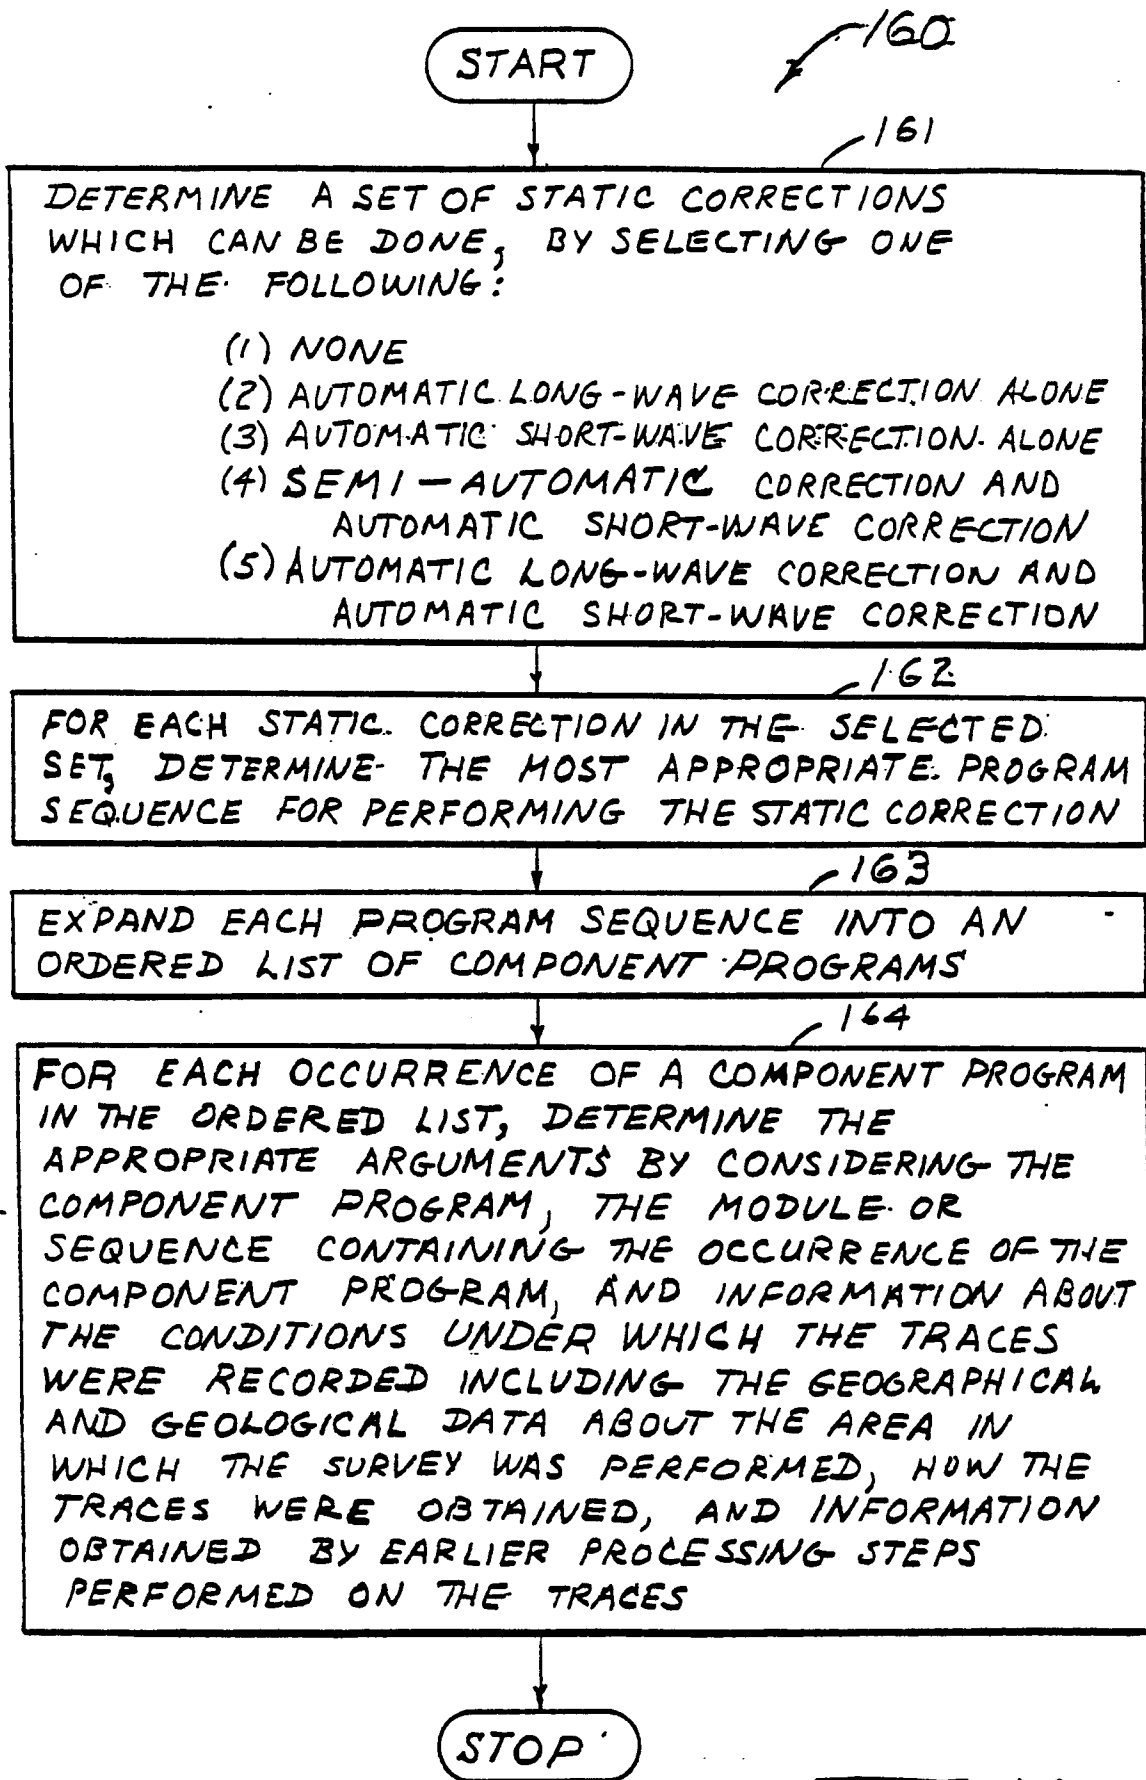 160
START
161
DETERMINE A SET OF STATIC CORRECTIONS
WHICH CAN BE DONE, BY SELECTING ONE
OF THE FOLLOWING:
(1) NONE
(2) AUTOMATIC LONG-WAVE CORRECTION ALONE
(3) AUTOMATIC SHORT-WAVE CORRECTION ALONE
(4) SEMI-AUTOMATIC CORRECTION AND
AUTOMATIC SHORT-WAVE CORRECTION
(5) AUTOMATIC LONG-WAVE CORRECTION AND
AUTOMATIC SHORT-WAVE CORRECTION
162
FOR EACH STATIC CORRECTION IN THE SELECTED
SET, DETERMINE THE MOST APPROPRIATE PROGRAM
SEQUENCE FOR PERFORMING THE STATIC CORRECTION
163
EXPAND EACH PROGRAM SEQUENCE INTO AN
ORDERED LIST OF COMPONENT PROGRAMS
164
FOR EACH OCCURRENCE OF A COMPONENT PROGRAM
IN THE ORDERED LIST, DETERMINE THE
APPROPRIATE ARGUMENTS BY CONSIDERING THE
COMPONENT PROGRAM, THE MODULE OR
SEQUENCE CONTAINING THE OCCURRENCE OF THE
COMPONENT PROGRAM, AND INFORMATION ABOUT
THE CONDITIONS UNDER WHICH THE TRACES
WERE RECORDED INCLUDING THE GEOGRAPHICAL
AND GEOLOGICAL DATA ABOUT THE AREA IN
WHICH THE SURVEY WAS PERFORMED, HOW THE
TRACES WERE OBTAINED, AND INFORMATION
OBTAINED BY EARLIER PROCESSING STEPS
PERFORMED ON THE TRACES
STOP